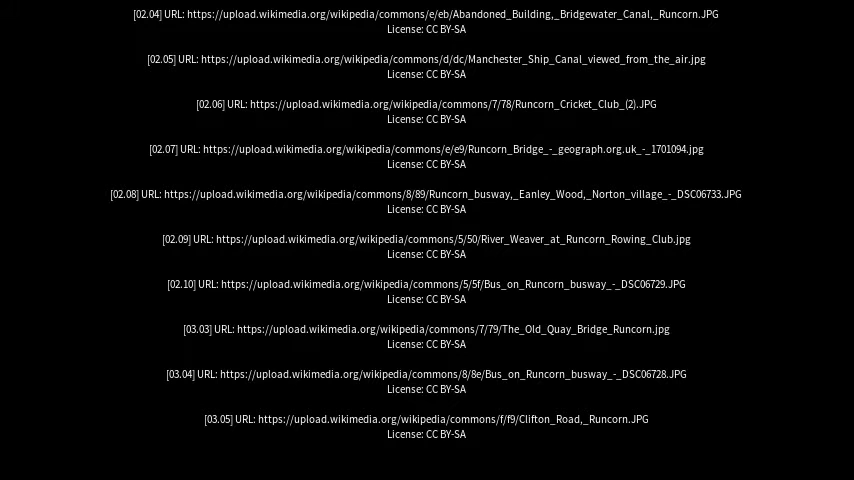 [02.04] URL: https://upload.wikimedia.org/wikipedia/commons/e/eb/Abandoned_Building,_Bridgewater_Canal,_Runcorn.JPG
License: CC BY-SA
[02.05] URL: https://upload.wikimedia.org/wikipedia/commons/d/dc/Manchester_Ship_Canal_viewed_from_the_air.jpg
License: CC BY-SA
[02.06] URL: https://upload.wikimedia.org/wikipedia/commons/7/78/Runcorn_Cricket_Club_(2).JPG
License: CC BY-SA
[02.07] URL: https://upload.wikimedia.org/wikipedia/commons/e/e9/Runcorn_Bridge_-_geograph.org.uk_-_1701094.jpg
License: CC BY-SA
[02.08] URL: https://upload.wikimedia.org/wikipedia/commons/8/89/Runcorn_busway,_Eanley_Wood,_Norton_village_-_DSC06733.JPG
License: CC BY-SA
[02.09] URL: https://upload.wikimedia.org/wikipedia/commons/5/50/River_Weaver_at_Runcorn_Rowing_Club.jpg
License: CC BY-SA
[02.10] URL: https://upload.wikimedia.org/wikipedia/commons/5/5f/Bus_on_Runcorn_busway_-_DSC06729.JPG
License: CC BY-SA
[03.03] URL: https://upload.wikimedia.org/wikipedia/commons/7/79/The_Old_Quay_Bridge_Runcorn.jpg
License: CC BY-SA
[03.04] URL: https://upload.wikimedia.org/wikipedia/commons/8/8e/Bus_on_Runcorn_busway_-_DSC06728.JPG
License: CC BY-SA
[03.05] URL: https://upload.wikimedia.org/wikipedia/commons/f/f9/Clifton_Road,_Runcorn.JPG
License: CC BY-SA